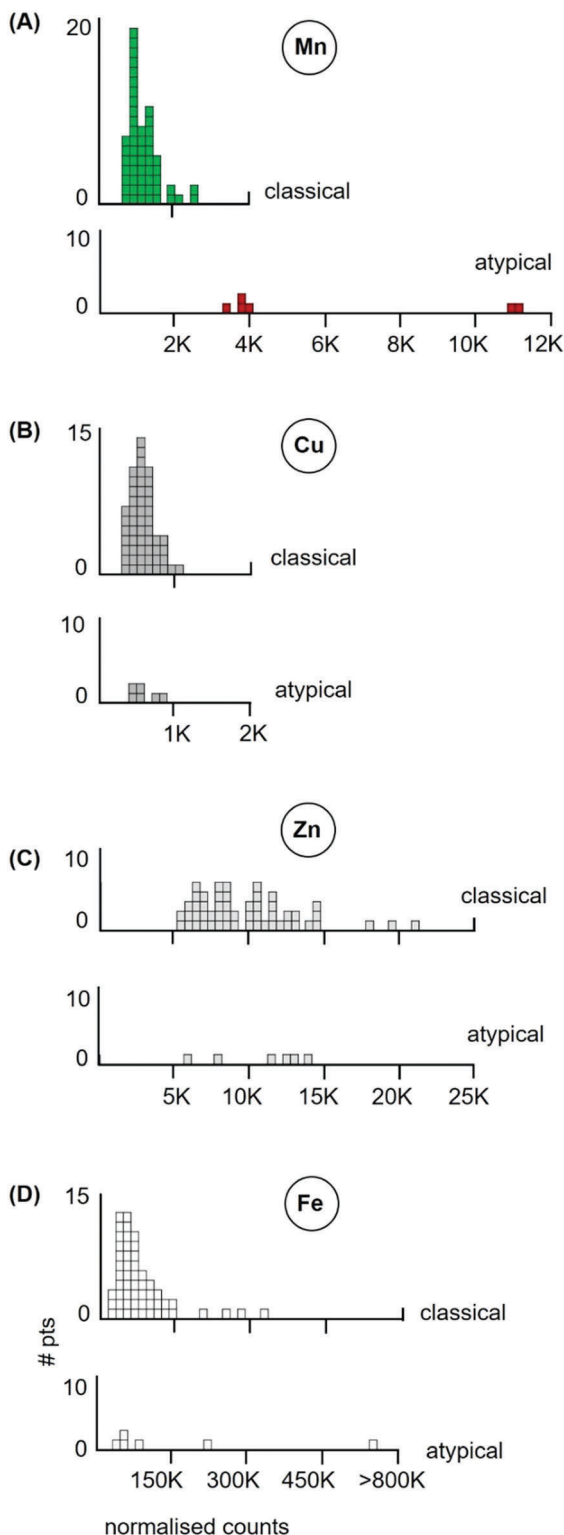 (A)
Mn
20
0
classical
10
0
atypical
2K 4K 6K 8K 10K 12K
(B)
Cu
15
0
classical
10
0
atypical
1K 2K
Zn
(C)
10
0
classical
10
0
atypical
5K 10K 15K 20K 25K
(D)
Fe
15
0
classical
# pts
10
0
atypical
150K 300K 450K >800K
normalised counts